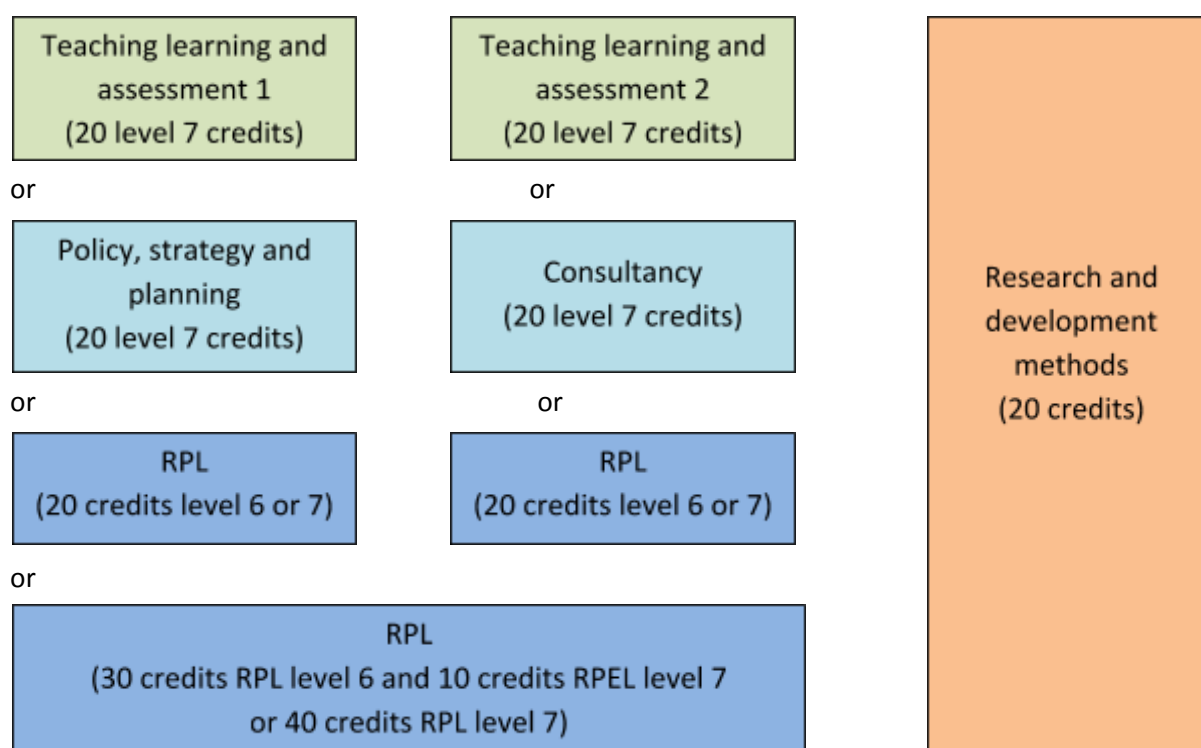 Teaching learning and
assessment 1
(20 level 7 credits)
Teaching learning and
assessment 2
(20 level 7 credits)
or
or
Policy, strategy and
planning
(20 level 7 credits)
Consultancy
(20 level 7 credits)
or
or
RPL
(20 credits level 6 or 7)
RPL
(20 credits level 6 or 7)
or
RPL
(30 credits RPL level 6 and 10 credits RPEL level 7
or 40 credits RPL level 7)
Research and
development
methods
(20 credits)